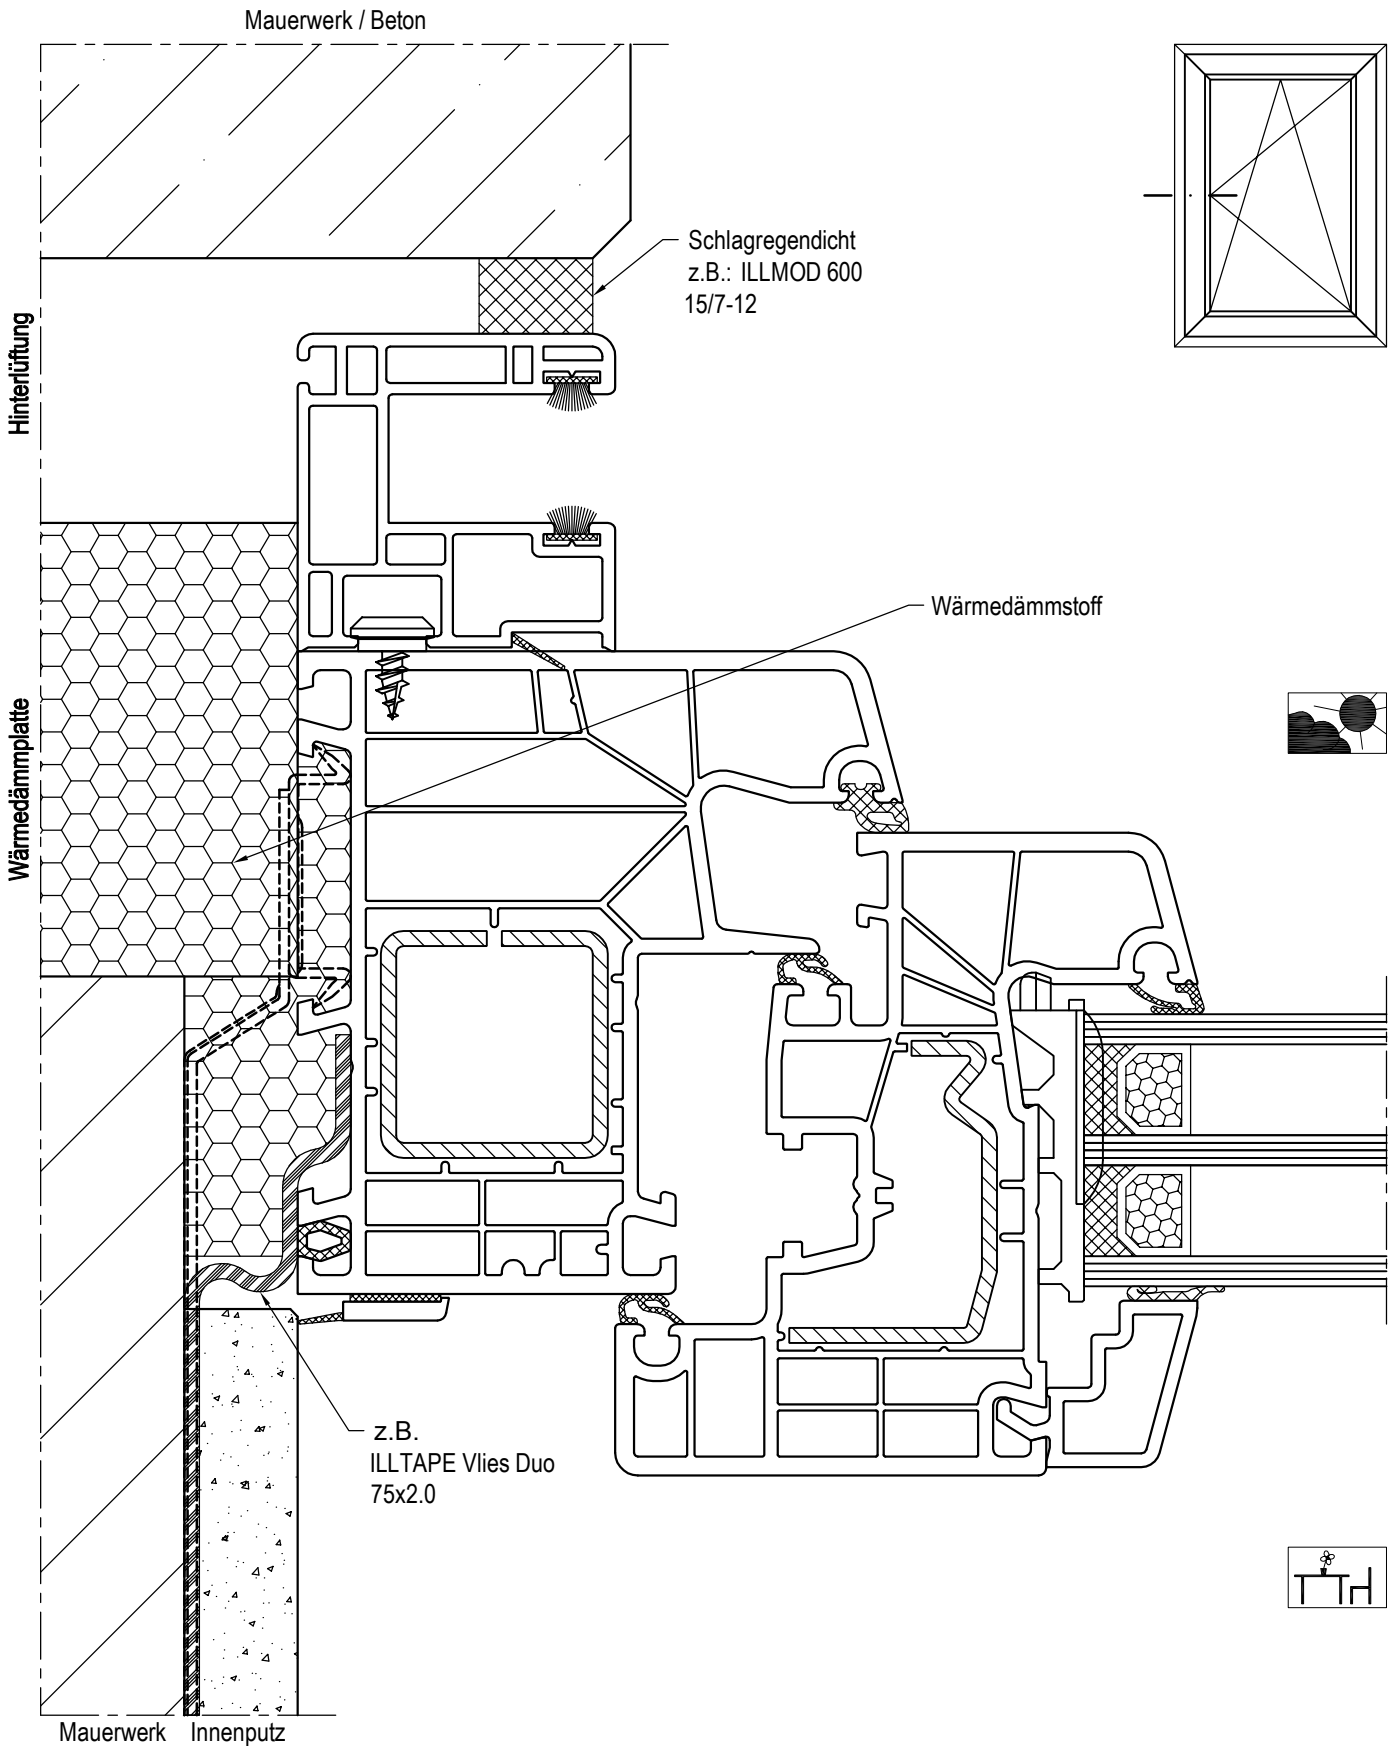 Mauerwerk / Beton
Schlagregendicht
z.B.: ILLMOD 600
15/7-12
Hinterlüftung
Wärmedämmstoff
Wärmedämmplatte
z.B.
ILLTAPE Vlies Duo
75x2.0
Mauerwerk Innenputz